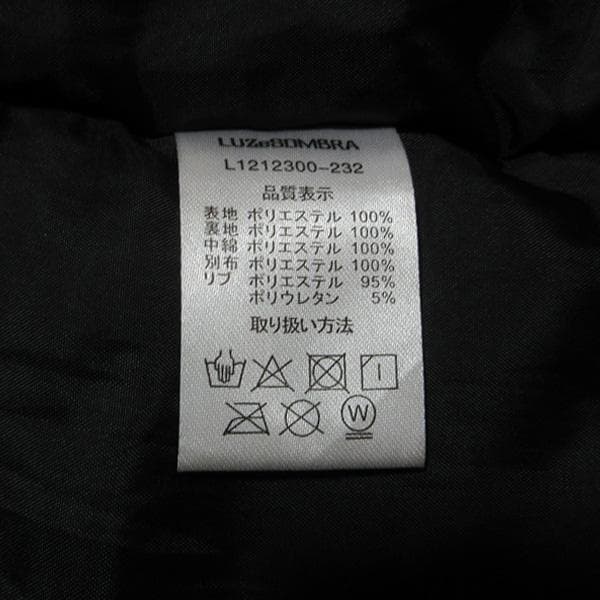 LUZeSOMBRA
L1212300-232
品質表示
表地 ポリエステル 100%
裏地 ポリエステル 100%
中綿 ポリエステル 100%
別布 ポリエステル 100%
リブ ポリエステル 95%
ポリウレタン 5%
取り扱い方法
W